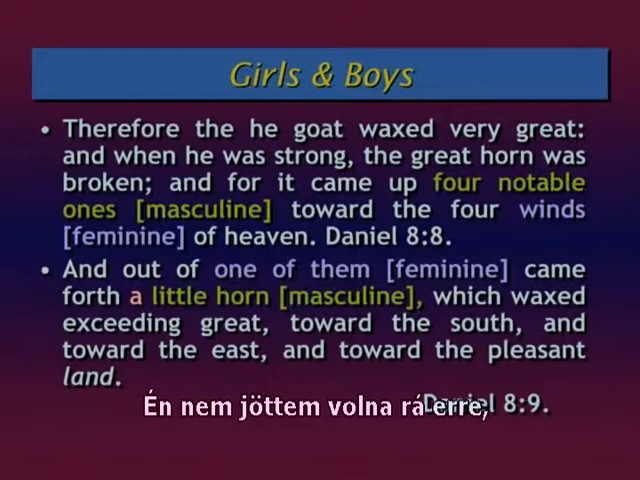 Girls & Boys
• Therefore the he goat waxed very great:
and when he was strong, the great horn was
broken; and for it came up four notable
ones [masculine] toward the four winds
[feminine] of heaven. Daniel 8:8.
• And out of one of them [feminine] came
forth a little horn [masculine], which waxed
exceeding great, toward the south, and
toward the east, and toward the pleasant
land.
Daniel 8:9.
Én nem jöttem volna rá erre,